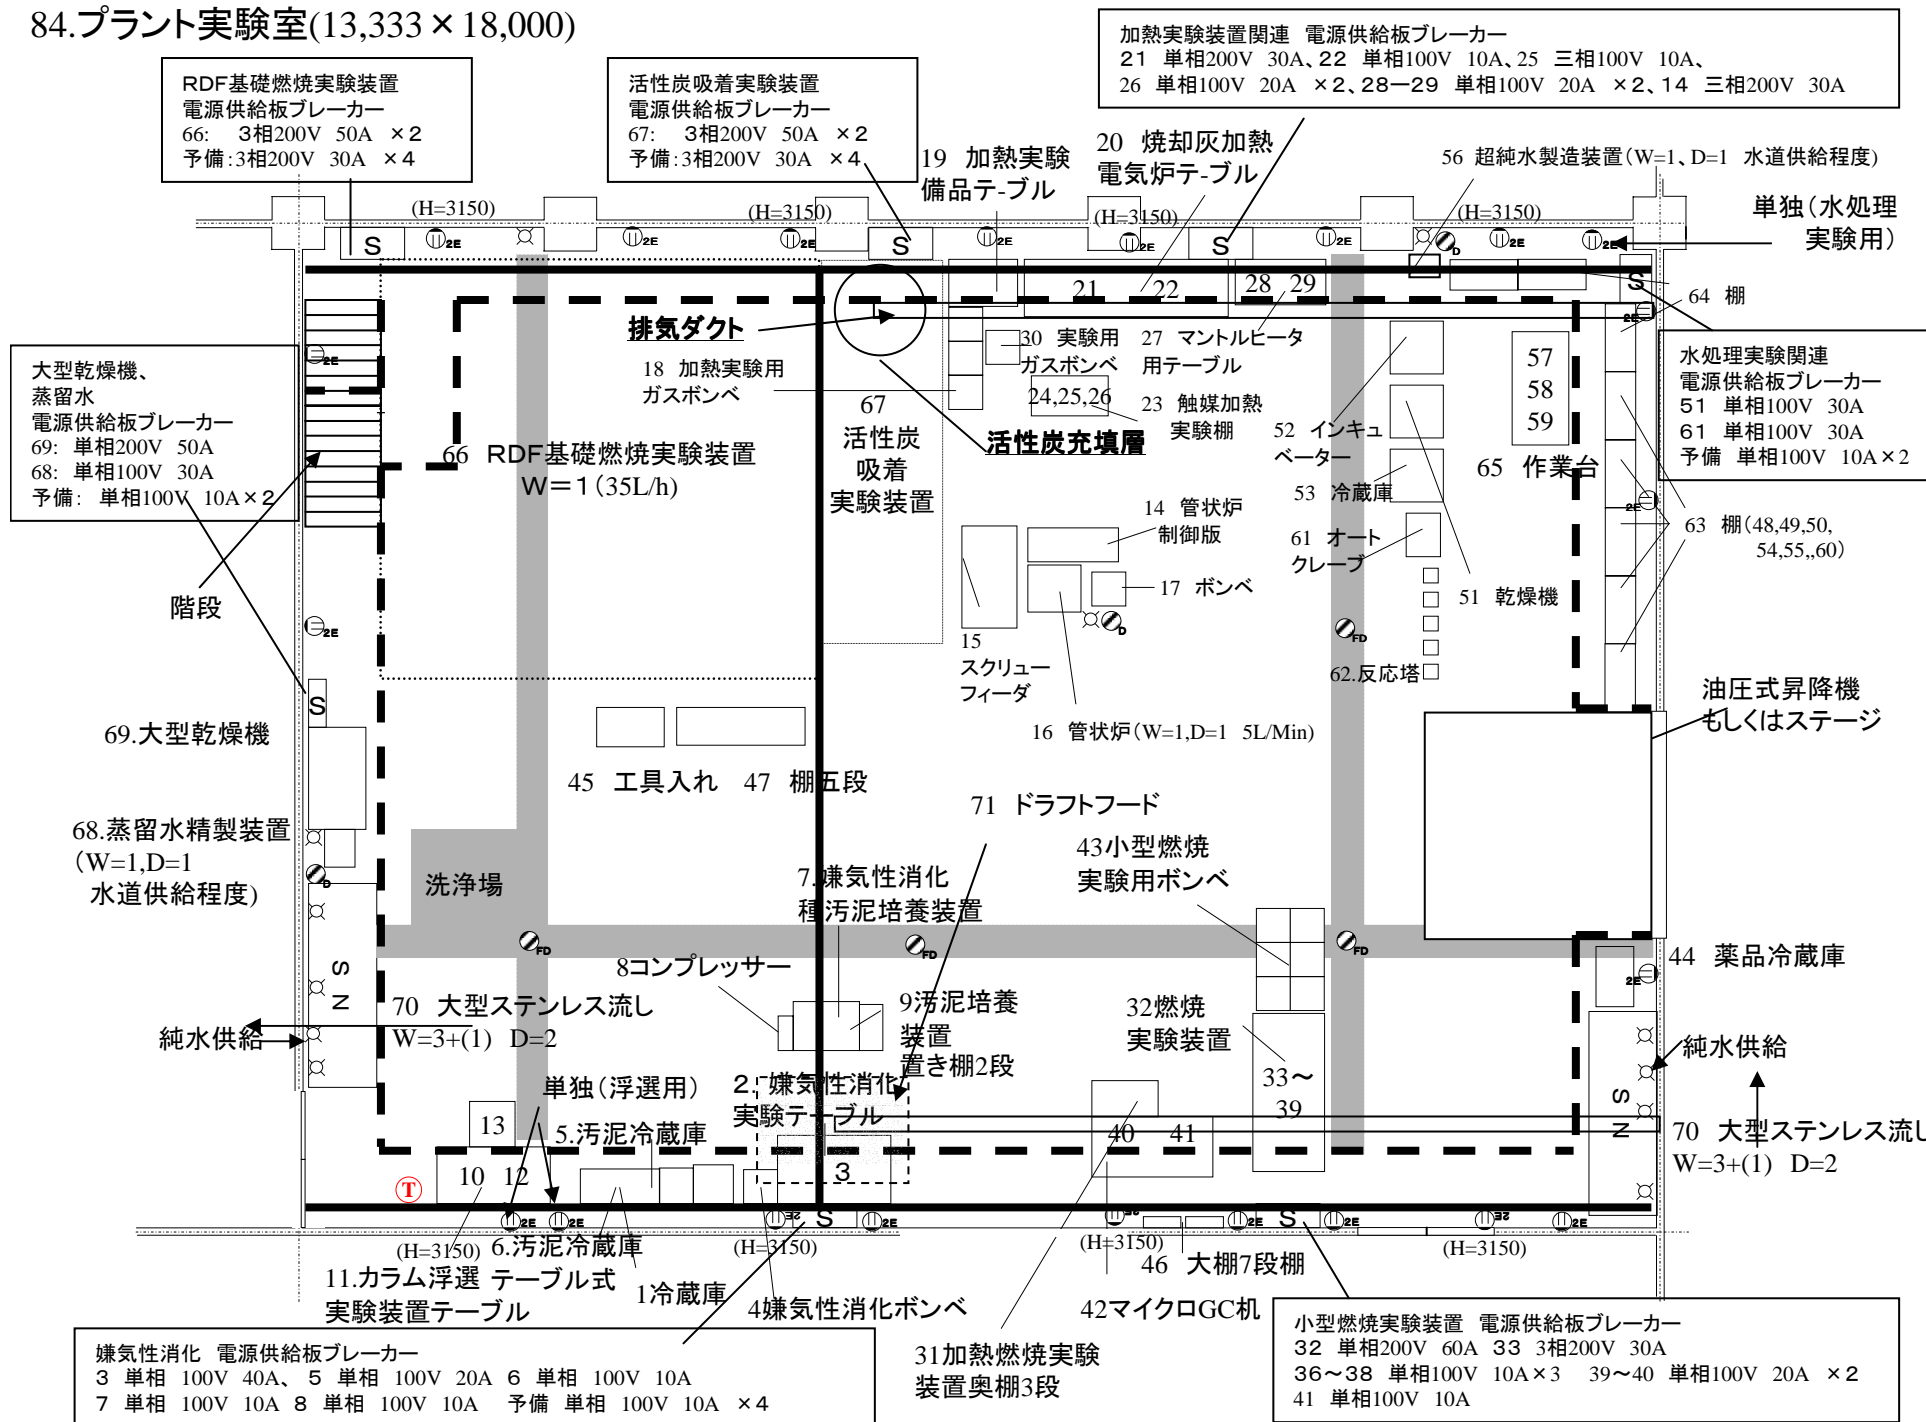 84.プラント実験室(13,333×18,000)
加熱実験装置関連 電源供給板ブレーカー
21 単相200V 30A、22 単相100V 10A、25 三相100V 10A、
26 単相100V 20A ×2、28―29 単相100V 20A ×2、14 三相200V 30A
RDF基礎燃焼実験装置
電源供給板ブレーカー
66: 3相200V 50A ×2
予備:3相200V 30A ×4
活性炭吸着実験装置
電源供給板ブレーカー
67: 3相200V 50A ×2
予備:3相200V 30A ×4
19 加熱実験
備品テ-ブル
20 焼却灰加熱
電気炉テ-ブル
56 超純水製造装置(W=1、D=1 水道供給程度)
単独(水処理
実験用)
(H=3150)
(H=3150)
(H=3150)
(H=3150)
S
2E
2E
2E
S
2E
2E
S
2E
D
2E
2E
S
21
22
28
29
64 棚
2E
排気ダクト
18 加熱実験用
ガスボンベ
30 実験用
ガスボンベ
27 マントルヒータ
用テーブル
24,25,26
23 触媒加熱
実験棚
57
58
59
65 作業台
水処理実験関連
電源供給板ブレーカー
51 単相100V 30A
61 単相100V 30A
予備 単相100V 10A×2
大型乾燥機、
蒸留水
電源供給板ブレーカー
69: 単相200V 50A
68: 単相100V 30A
予備: 単相100V 10A×2
2E
67
活性炭
吸着
実験装置
活性炭充填層
66 RDF基礎燃焼実験装置
W=1(35L/h)
52 インキュ
ベーター
53 冷蔵庫
61 オート
クレーブ
51 乾燥機
2E
63 棚(48,49,50,
54,55,,60)
14 管状炉
制御版
17 ボンベ
D
15
スクリュー
フィーダ
16 管状炉(W=1,D=1 5L/Min)
FD
62.反応塔
階段
2E
S
油圧式昇降機
もしくはステージ
69.大型乾燥機
45 工具入れ
47 棚五段
71 ドラフトフード
68.蒸留水精製装置
(W=1,D=1
水道供給程度)
D
洗浄場
7.嫌気性消化
種汚泥培養装置
43小型燃焼
実験用ボンベ
FD
FD
FD
8コンプレッサー
9汚泥培養
装置
置き棚2段
32燃焼
実験装置
44 薬品冷蔵庫
2E
SN
70 大型ステンレス流し
W=3+(1) D=2
純水供給
純水供給
33~
39
単独(浮選用)
2. 嫌気性消化
実験テーブル
SN
70 大型ステンレス流し
W=3+(1) D=2
13
5.汚泥冷蔵庫
40
41
10
12
3
T
2E
2E
2E
S
2E
2E
2E
S
2E
2E
2E
(H=3150)
(H=3150)
(H=3150)
(H=3150)
6.汚泥冷蔵庫
11.カラム浮選 テーブル式
実験装置テーブル
1冷蔵庫
4嫌気性消化ボンベ
46 大棚7段棚
42マイクロGC机
31加熱燃焼実験
装置奥棚3段
嫌気性消化 電源供給板ブレーカー
3 単相 100V 40A、 5 単相 100V 20A 6 単相 100V 10A
7 単相 100V 10A 8 単相 100V 10A 予備 単相 100V 10A ×4
小型燃焼実験装置 電源供給板ブレーカー
32 単相200V 60A 33 3相200V 30A
36~38 単相100V 10A×3 39~40 単相100V 20A ×2
41 単相100V 10A